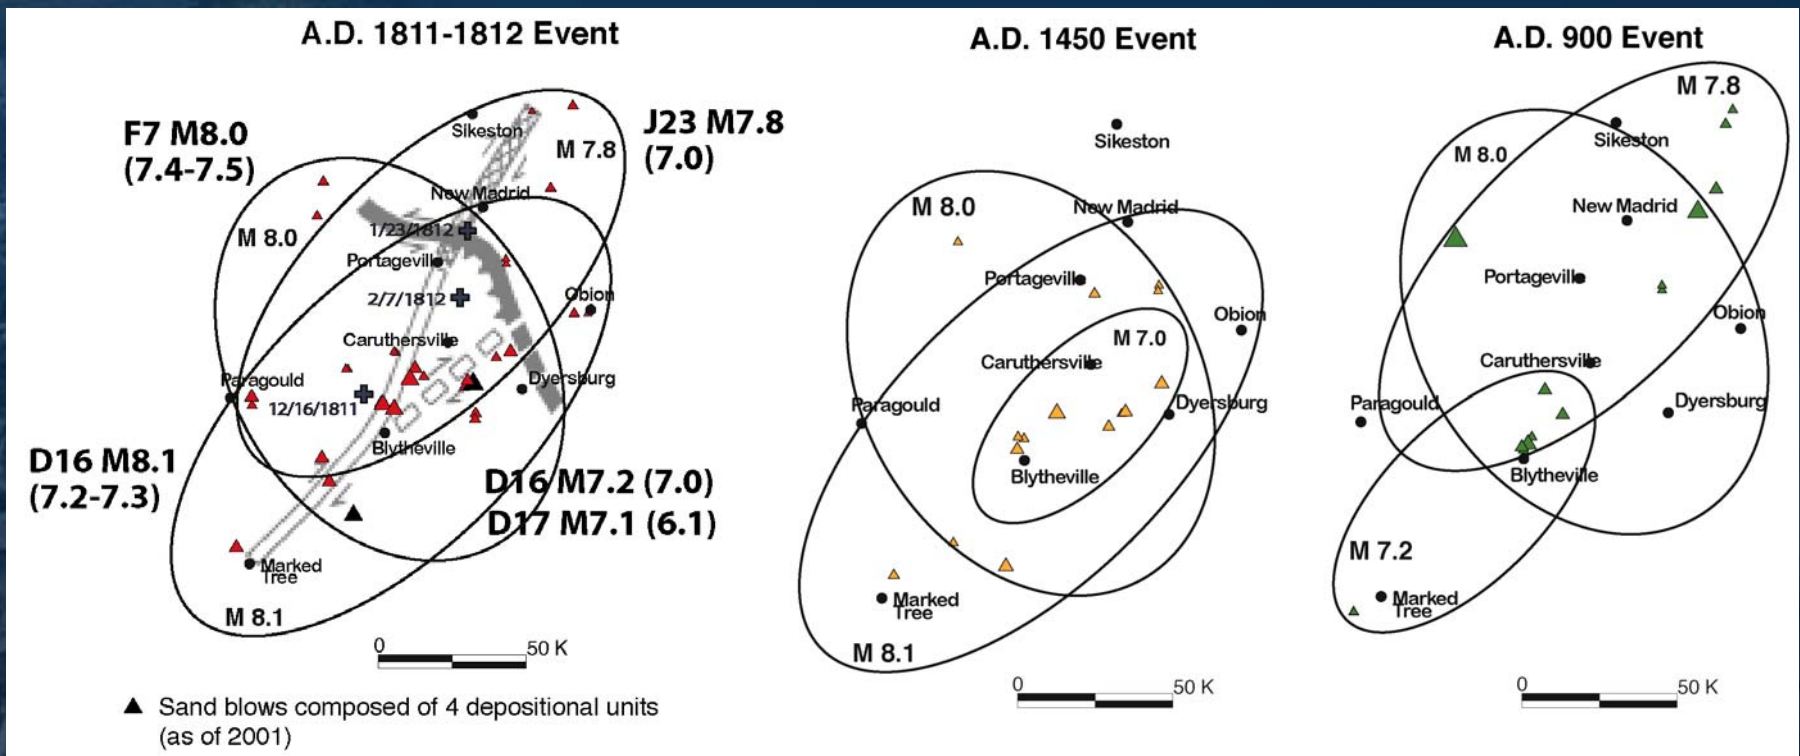 A.D. 1811-1812 Event
F7 M8.0
(7.4-7.5)
J23 M7.8
(7.0)
Sikeston
M 7.8
New Madrid
M 8.0
1/23/1812
Portageville
2/7/1812
Obion
Caruthersville
Paragould
Dyersburg
12/16/1811
Blytheville
D16 M8.1
(7.2-7.3)
D16 M7.2 (7.0)
D17 M7.1 (6.1)
Marked
Tree
M 8.1
0 50 K
Sand blows composed of 4 depositional units
(as of 2001)
A.D. 1450 Event
Sikeston
M 8.0
New Madrid
Portageville
Obion
M 7.0
Caruthersville
Paragould
Dyersburg
Blytheville
Marked
Tree
M 8.1
0 50 K
A.D. 900 Event
M 7.8
Sikeston
M 8.0
New Madrid
Portageville
Obion
Caruthersville
Paragould
Dyersburg
Blytheville
M 7.2
Marked
Tree
0 50 K